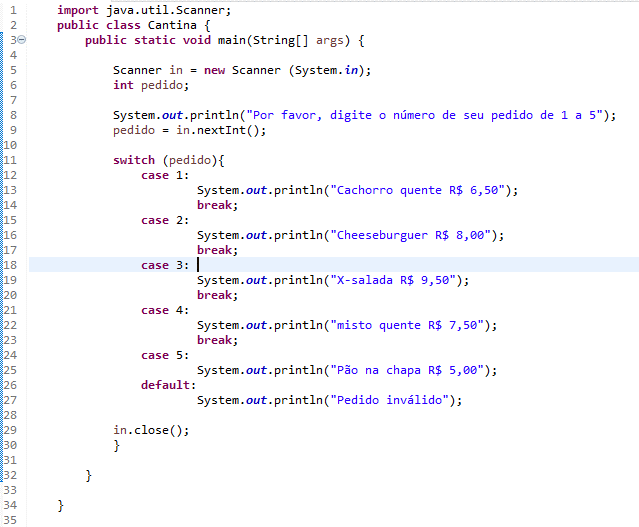 1 import java.util.Scanner;
2 public class Cantina {
3 public static void main(String[] args) {
4
5 Scanner in = new Scanner (System.in);
6 int pedido;
7
8 System.out.println("Por favor, digite o número de seu pedido de 1 a 5");
9 pedido = in.nextInt();
10
11 switch (pedido){
12 case 1:
13 System.out.println("Cachorro quente R$ 6,50");
14 break;
15 case 2:
16 System.out.println("Cheeseburguer R$ 8,00");
17 break;
18 case 3:
19 System.out.println("X-salada R$ 9,50");
20 break;
21 case 4:
22 System.out.println("misto quente R$ 7,50");
23 break;
24 case 5:
25 System.out.println("Pão na chapa R$ 5,00");
26 default:
27 System.out.println("Pedido inválido");
28
29 in.close();
30 }
31
32 }
33
34 }
35